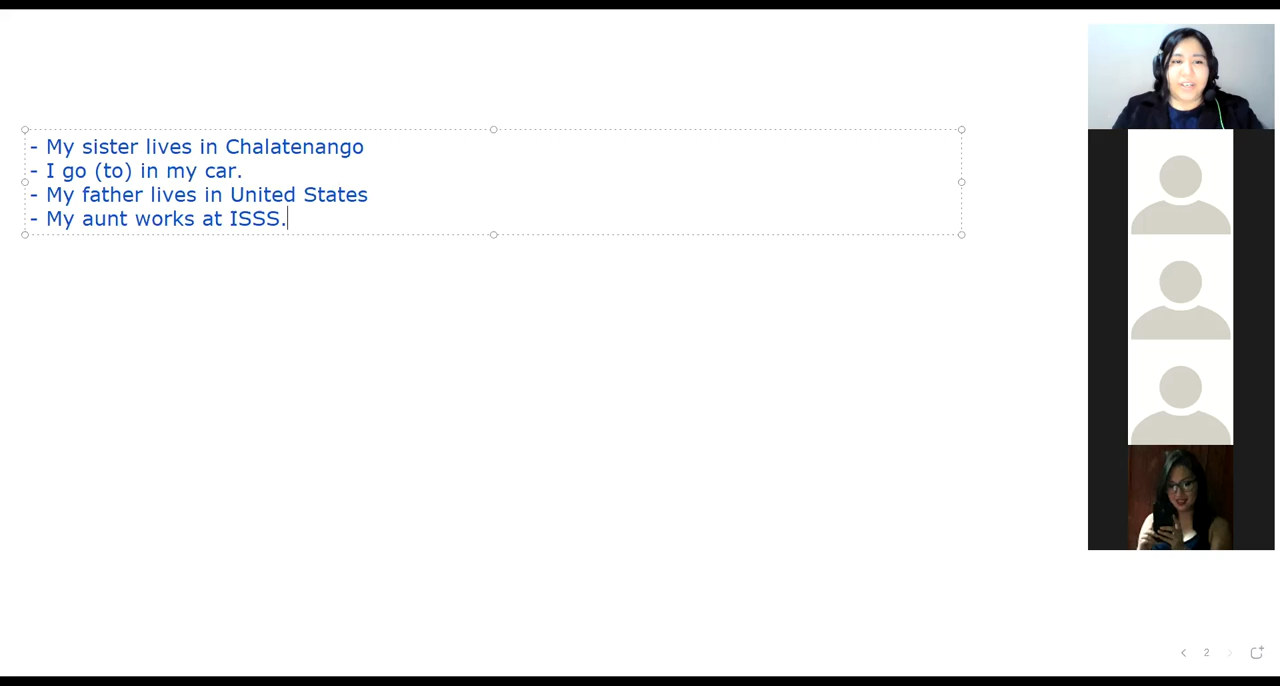 - My sister lives in Chalatenango
- I go (to) in my car.
- My father lives in United States
- My aunt works at ISSS.
2